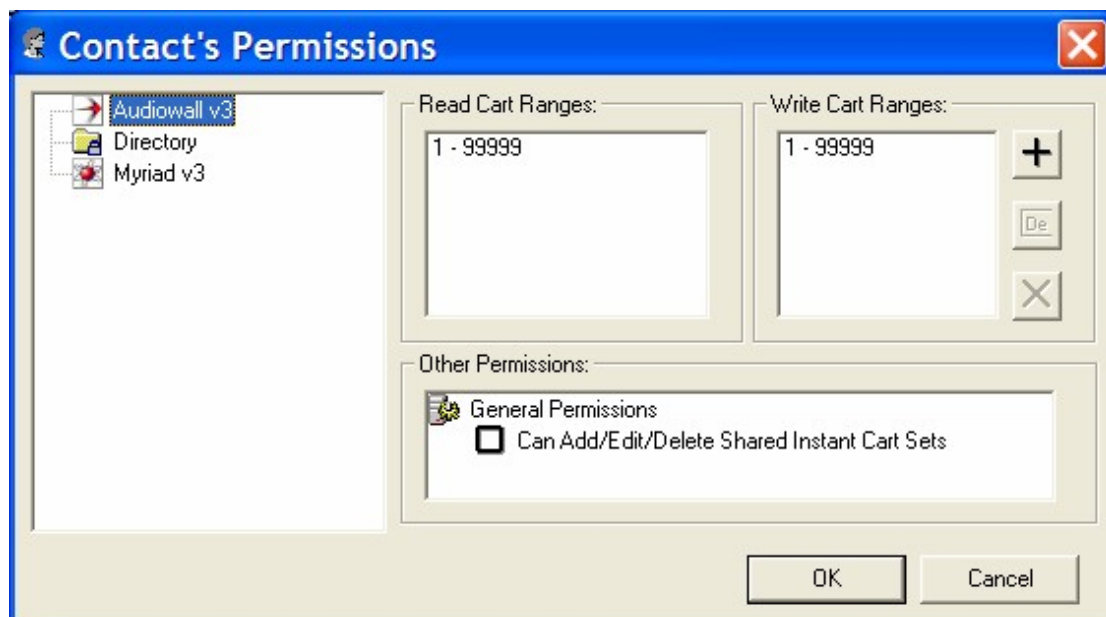 Contact's Permissions
Audiowall v3
Directory
Myriad v3
Read Cart Ranges:
1 - 99999
Write Cart Ranges:
1 - 99999
De
Other Permissions:
General Permissions
Can Add/Edit/Delete Shared Instant Cart Sets
OK
Cancel